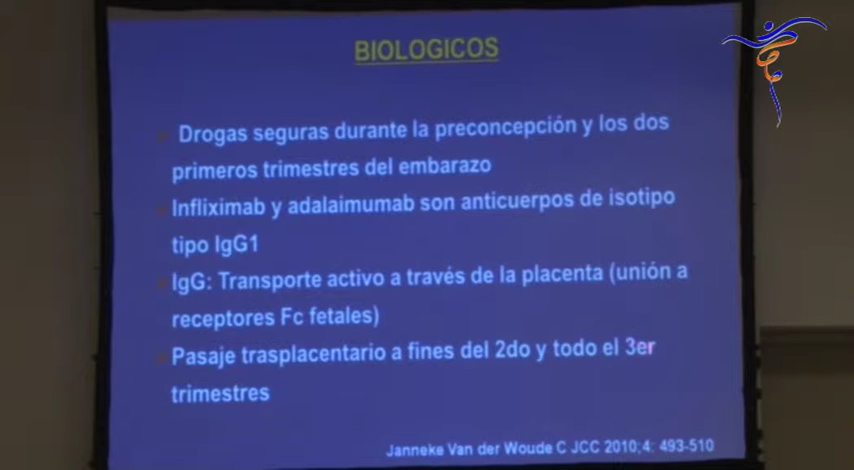 BIOLOGICOS
Drogas seguras durante la preconcepción y los dos
primeros trimestres del embarazo
Infliximab y adalaimumab son anticuerpos de isotipo
tipo IgG1
IgG: Transporte activo a través de la placenta (unión a
receptores Fc fetales)
Pasaje trasplacentario a fines del 2do y todo el 3er
trimestres
Janneke Van der Woude C JCC 2010;4: 493-510